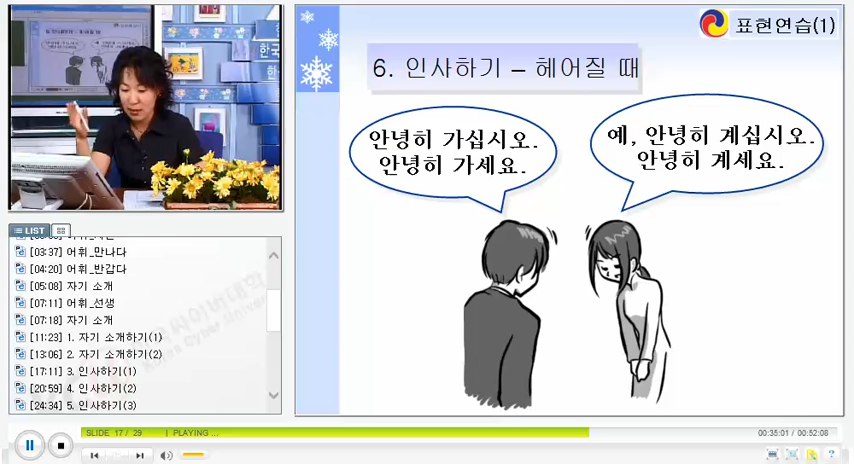 표현연습(1)
6. 인사하기 – 헤어질 때
안녕히 가십시오.
안녕히 가세요.
예, 안녕히 계십시오.
안녕히 계세요.
LIST
[03:37] 어휘_만나다
[04:20] 어휘_반갑다
[05:08] 자기 소개
[07:11] 어휘_선생
[07:18] 자기 소개
[11:23] 1. 자기 소개하기(1)
[13:06] 2. 자기 소개하기(2)
[17:11] 3. 인사하기(1)
[20:59] 4. 인사하기(2)
[24:34] 5. 인사하기(3)
SLIDE 17 / 29 | PLAYING ...
00:35:01 / 00:52:08